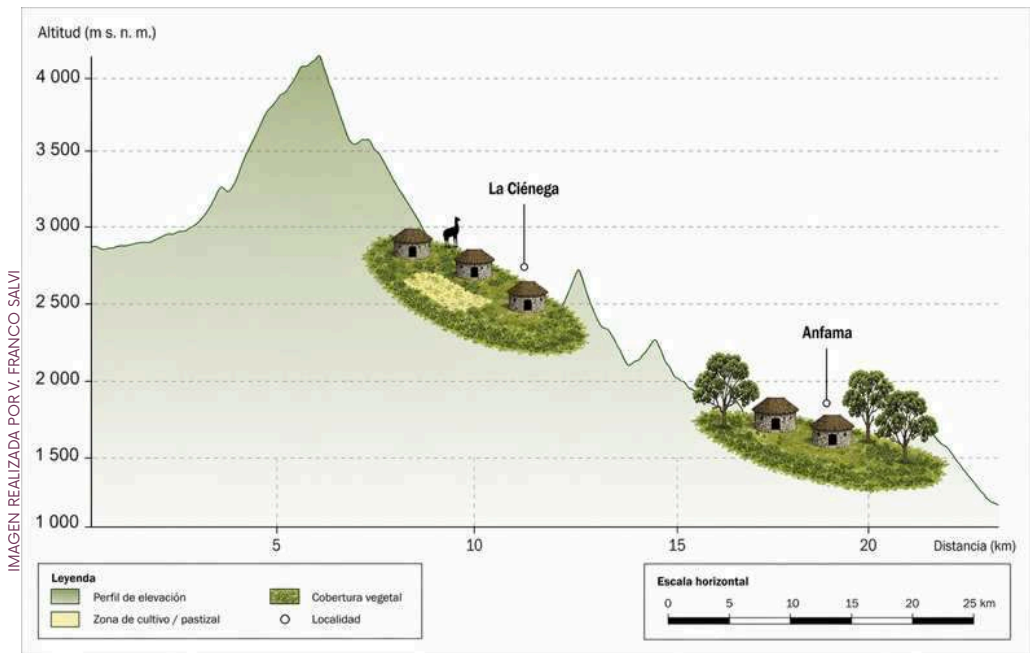 Altitud (m s. n. m.)
4 000
3 500
3 000
2 500
2 000
1 500
1 000
La Ciénega
Anfama
5 10 15 20 Distancia (km)
IMAGEN REALIZADA POR V. FRANCO SALVI
Leyenda
Perfil de elevación
Cobertura vegetal
Zona de cultivo / pastizal
Localidad
Escala horizontal
0 5 10 15 20 25 km